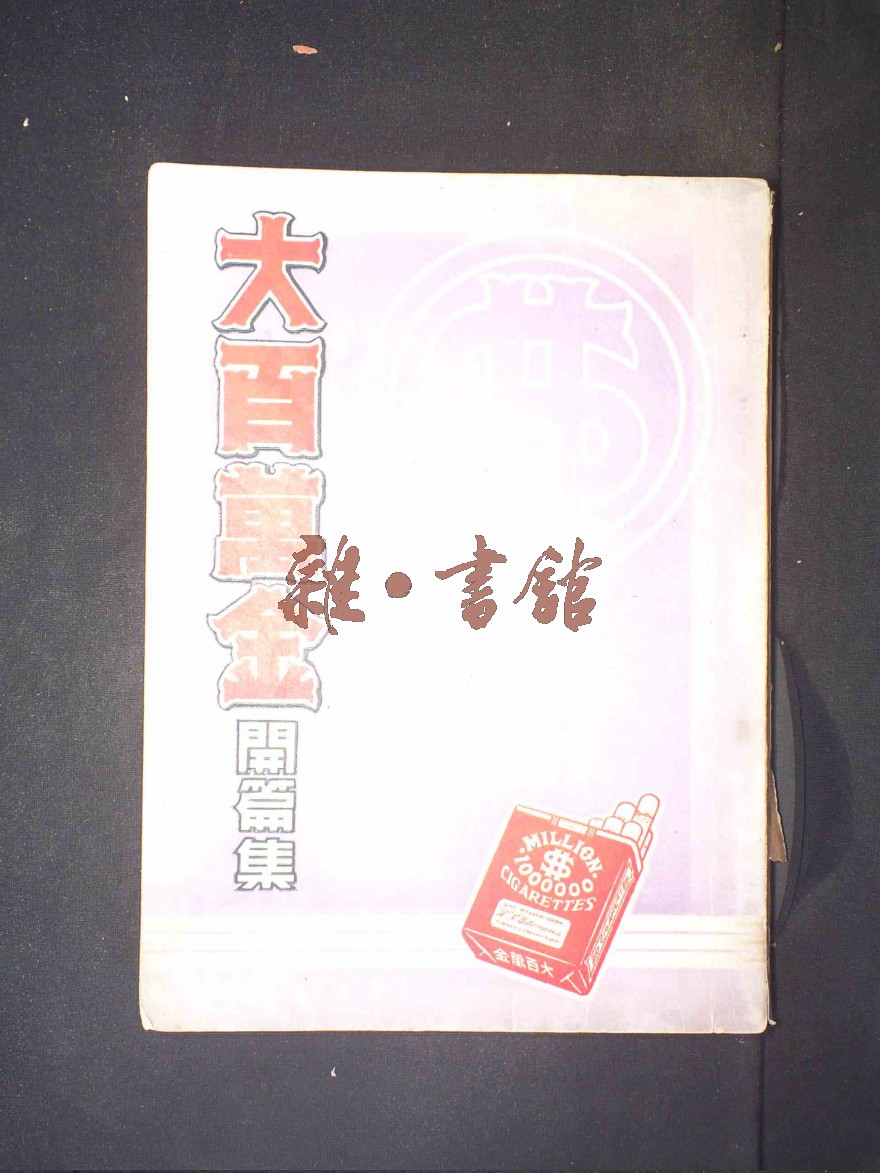 大百萬金
開篇集
雜·書館
·MILLION·
$
1000000
CIGARETTES
金萬百大